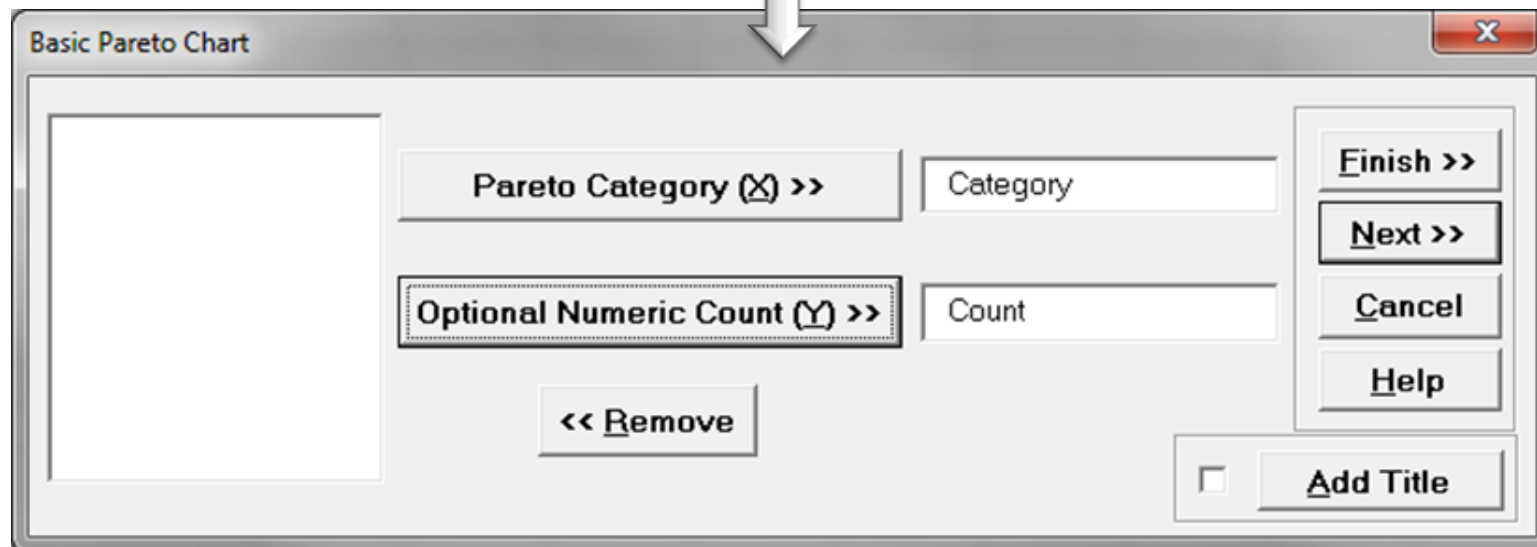 Basic Pareto Chart
x
Pareto Category (X) >>
Category
Optional Numeric Count (Y) >>
Count
<< Remove
Finish >>
Next >>
Cancel
Help
Add Title